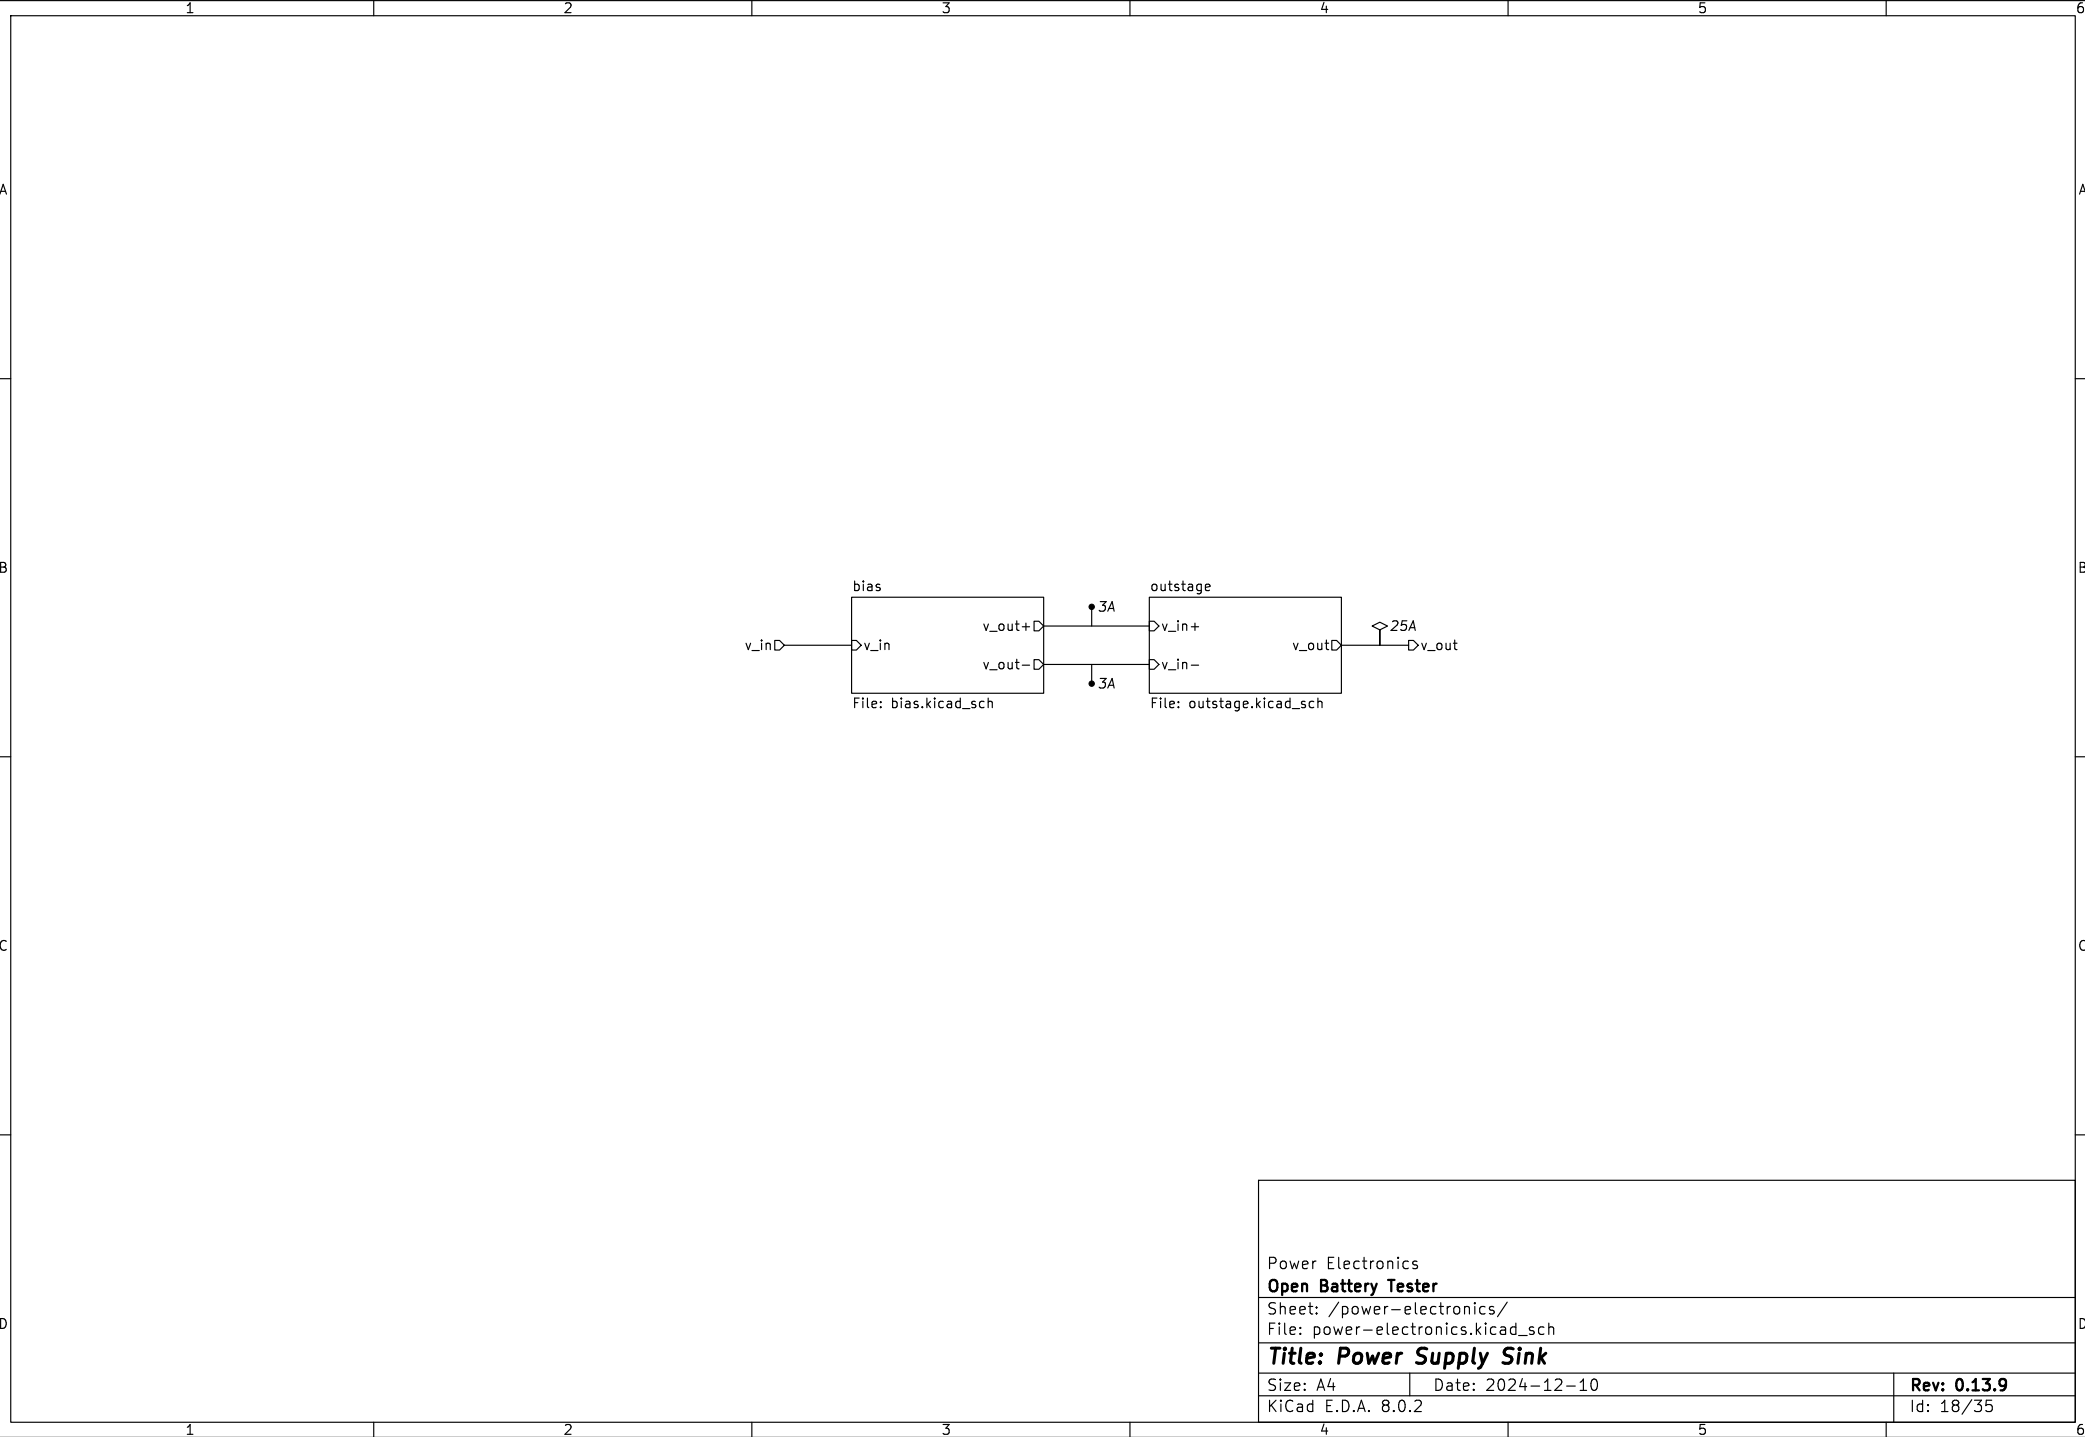 1 2 3 4 5 6
A A
bias outstage
B B
3A
v_out+ v_in+ 25A
v_in v_in v_out v_out
v_out- v_in-
3A
File: bias.kicad_sch File: outstage.kicad_sch
C C
Power Electronics
Open Battery Tester
Sheet: /power-electronics/
File: power-electronics.kicad_sch
D D
Title: Power Supply Sink
Size: A4 Date: 2024-12-10 Rev: 0.13.9
KiCad E.D.A. 8.0.2 Id: 18/35
1 2 3 4 5 6